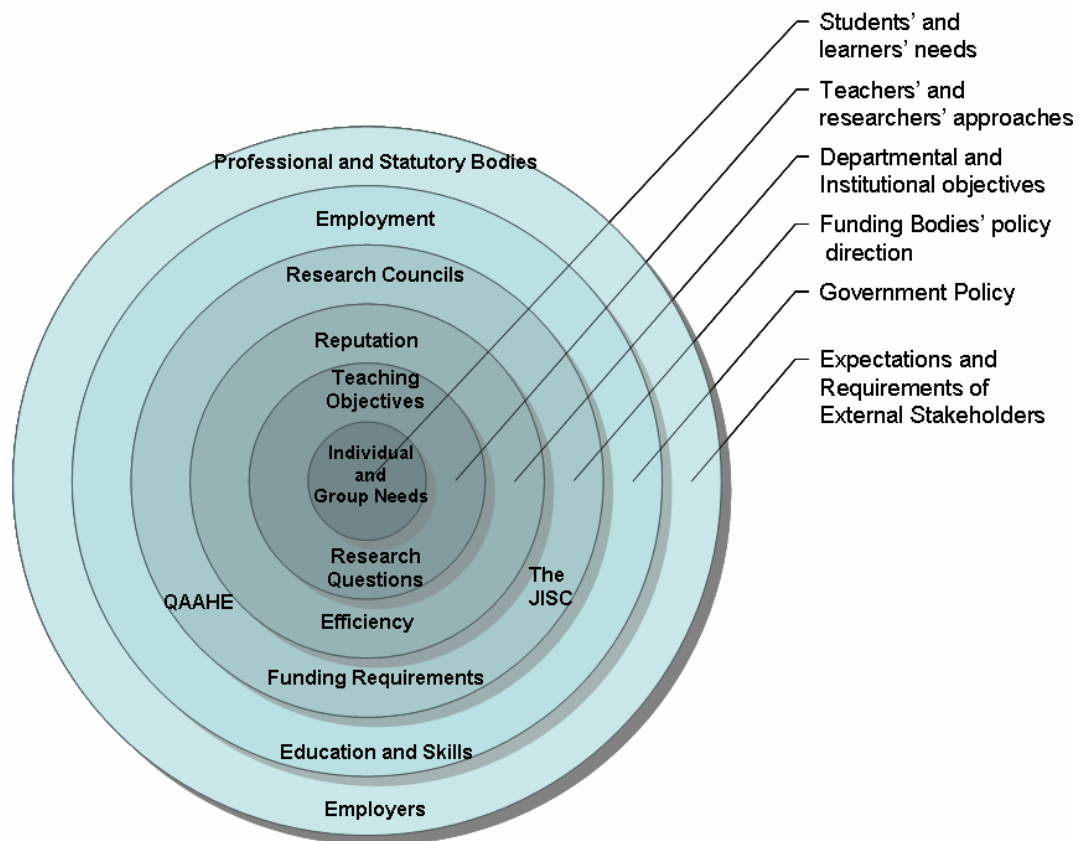 Students’ and
learners’ needs
Teachers’ and
researchers’ approaches
Departmental and
Institutional objectives
Funding Bodies’ policy
direction
Government Policy
Expectations and
Requirements of
External Stakeholders
Professional and Statutory Bodies
Employment
Research Councils
Reputation
Teaching
Objectives
Individual
and
Group Needs
Research
Questions
The
JISC
QAAHE
Efficiency
Funding Requirements
Education and Skills
Employers